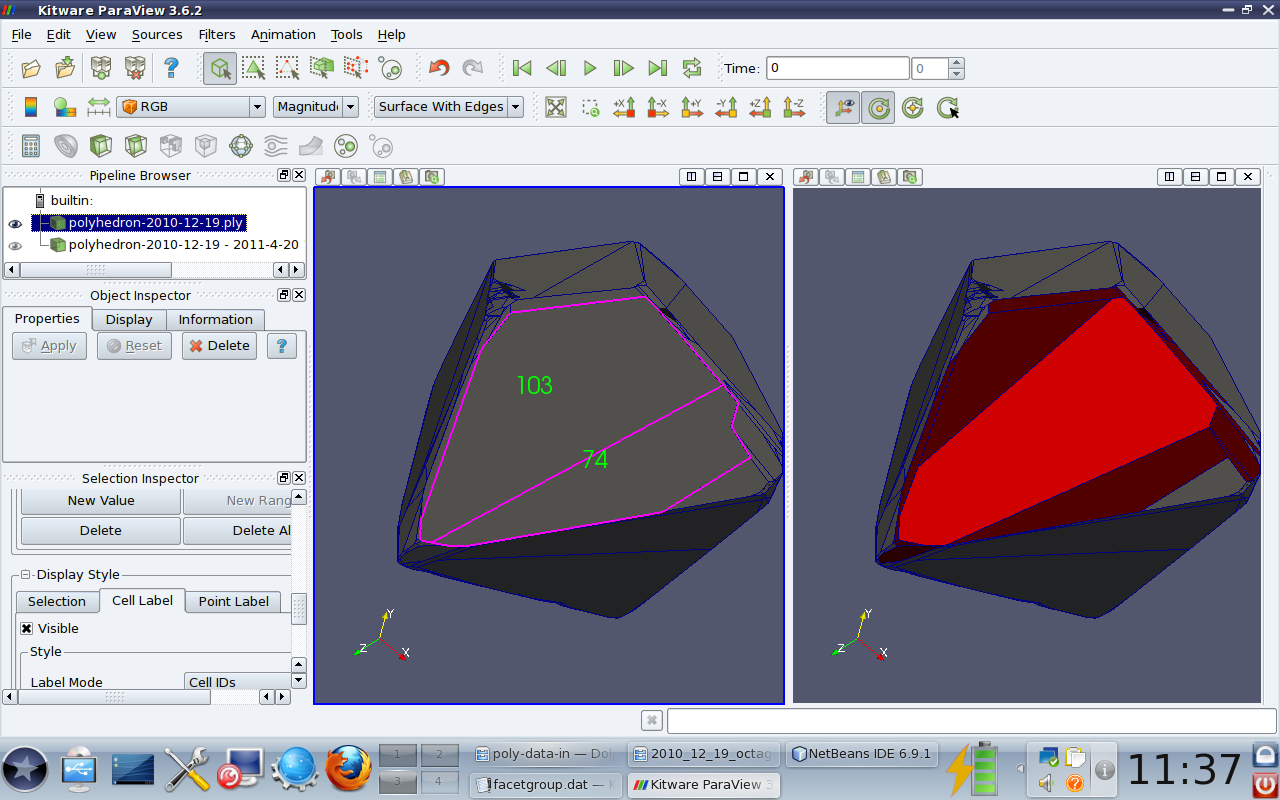 Kitware ParaView 3.6.2
File Edit View Sources Filters Animation Tools Help
Time: 0 0
RGB Magnitud Surface With Edges
+X -X +Y -Y +Z -Z
Pipeline Browser
builtin:
polyhedron-2010-12-19.ply
polyhedron-2010-12-19 - 2011-4-20
Object Inspector
Properties Display Information
Apply Reset Delete ?
Selection Inspector
New Value New Rang
Delete Delete Al
Display Style
Selection Cell Label Point Label
Visible
Style
Label Mode Cell IDs
103
74
Y
Z X
Y
Z X
1 2 poly-data-in — Dol 2010_12_19_octag NetBeans IDE 6.9.1
3 4 facetgroup.dat — K Kitware ParaView 3
11:37